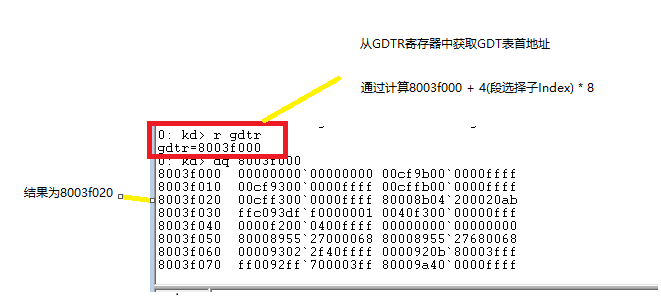 从GDTR寄存器中获取GDT表首地址
通过计算8003f000 + 4(段选择子Index) * 8
0: kd> r gdtr
gdtr=8003f000
0: kd> dq 8003f000
8003f000 00000000`00000000 00cf9b00`0000ffff
8003f010 00cf9300`0000ffff 00cffb00`0000ffff
结果为8003f020
8003f020 00cff300`0000ffff 80008b04`200020ab
8003f030 ffc093df`f0000001 0040f300`00000fff
8003f040 0000f200`0400ffff 00000000`00000000
8003f050 80008955`27000068 80008955`27680068
8003f060 00009302`2f40ffff 0000920b`80003fff
8003f070 ff0092ff`700003ff 80009a40`0000ffff